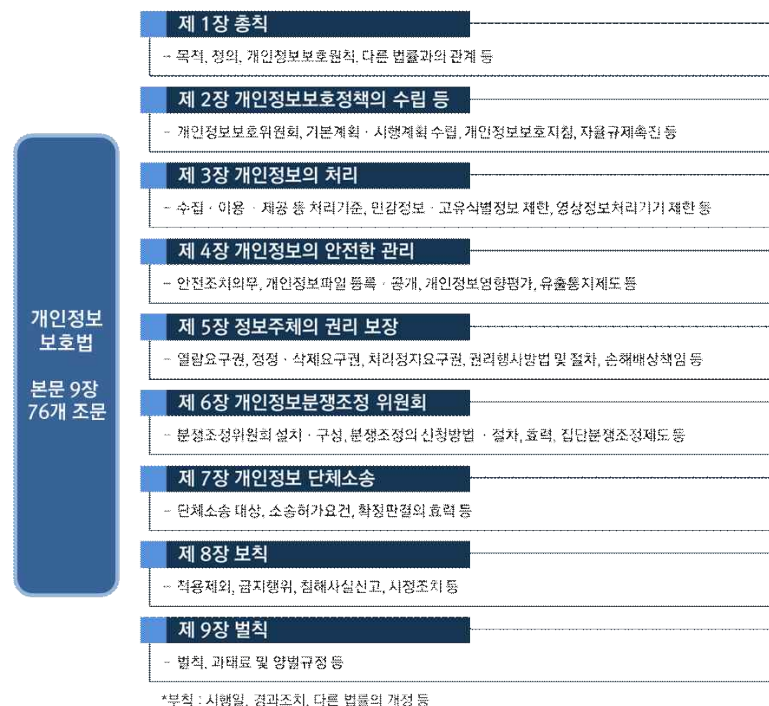 개인정보
보호법
본문 9장
76개 조문
제 1장 총칙
- 목적, 정의, 개인정보보호원칙, 다른 법률과의 관계 등
제 2장 개인정보보호정책의 수립 등
- 개인정보보호위원회, 기본계획 · 시행계획 수립, 개인정보보호지침, 자율규제촉진 등
제 3장 개인정보의 처리
- 수집 · 이용 · 제공 등 처리기준, 민감정보 · 고유식별정보 제한, 영상정보처리기기 제한 등
제 4장 개인정보의 안전한 관리
- 안전조치의무, 개인정보파일 등록 · 공개, 개인정보영향평가, 유출통지제도 등
제 5장 정보주체의 권리 보장
- 열람요구권, 정정 · 삭제요구권, 처리정지요구권, 권리행사방법 및 절차, 손해배상책임 등
제 6장 개인정보분쟁조정 위원회
- 분쟁조정위원회 설치 · 구성, 분쟁조정의 신청방법 · 절차, 효력, 집단분쟁조정제도 등
제 7장 개인정보 단체소송
- 단체소송 대상, 소송허가요건, 확정판결의 효력 등
제 8장 보칙
- 적용제외, 금지행위, 침해사실신고, 시정조치 등
제 9장 벌칙
- 벌칙, 과태료 및 양벌규정 등
*부칙 : 시행일, 경과조치, 다른 법률의 개정 등